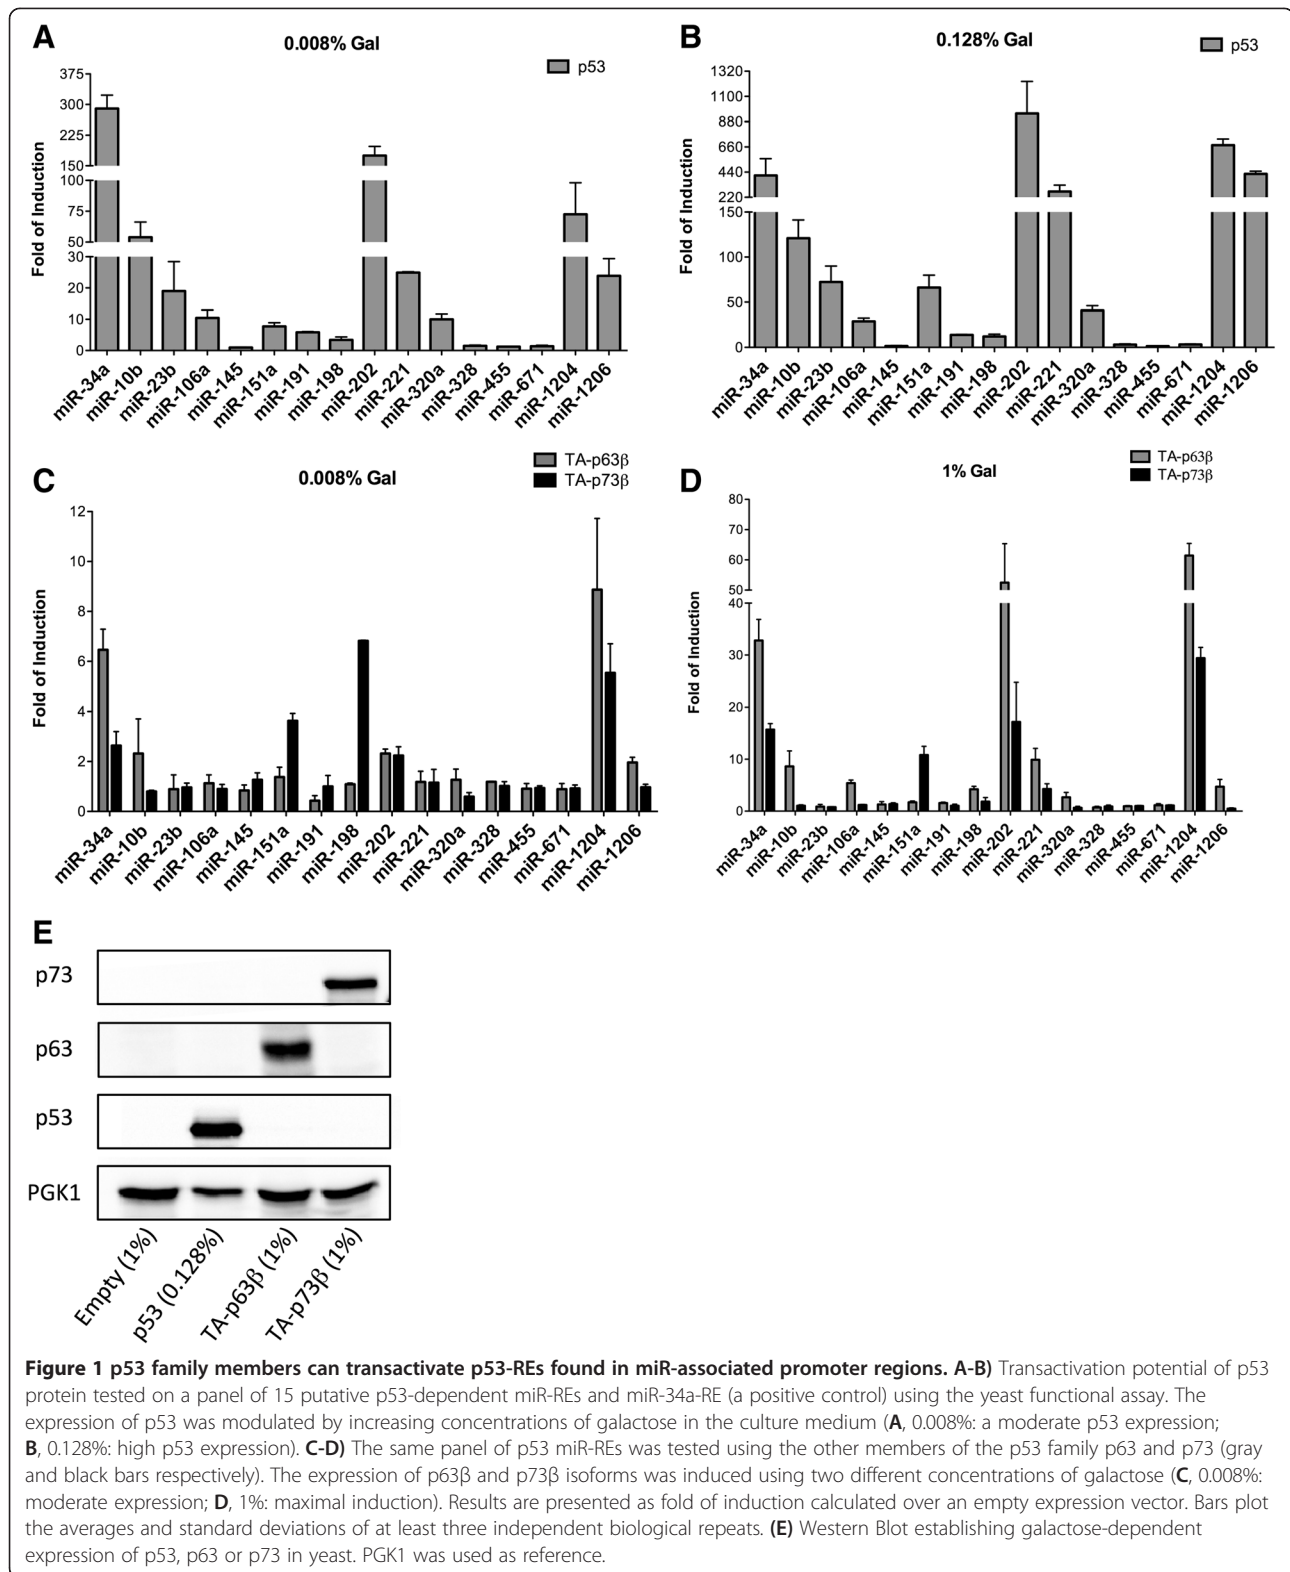 A
0.008% Gal
p53
Fold of Induction
375
300
225
150
100
75
50
30
20
10
0
miR-34a
miR-10b
miR-23b
miR-106a
miR-145
miR-151a
miR-191
miR-198
miR-202
miR-221
miR-320a
miR-328
miR-455
miR-671
miR-1204
miR-1206
B
0.128% Gal
p53
Fold of Induction
1320
1100
880
660
440
220
150
100
50
0
miR-34a
miR-10b
miR-23b
miR-106a
miR-145
miR-151a
miR-191
miR-198
miR-202
miR-221
miR-320a
miR-328
miR-455
miR-671
miR-1204
miR-1206
C
0.008% Gal
TA-p63β
TA-p73β
Fold of Induction
12
10
8
6
4
2
0
miR-34a
miR-10b
miR-23b
miR-106a
miR-145
miR-151a
miR-191
miR-198
miR-202
miR-221
miR-320a
miR-328
miR-455
miR-671
miR-1204
miR-1206
D
1% Gal
TA-p63β
TA-p73β
Fold of Induction
80
70
60
50
40
30
20
10
0
miR-34a
miR-10b
miR-23b
miR-106a
miR-145
miR-151a
miR-191
miR-198
miR-202
miR-221
miR-320a
miR-328
miR-455
miR-671
miR-1204
miR-1206
E
p73
p63
p53
PGK1
Empty (1%)
p53 (0.128%)
TA-p63β (1%)
TA-p73β (1%)
Figure 1 p53 family members can transactivate p53-REs found in miR-associated promoter regions. A-B) Transactivation potential of p53
protein tested on a panel of 15 putative p53-dependent miR-REs and miR-34a-RE (a positive control) using the yeast functional assay. The
expression of p53 was modulated by increasing concentrations of galactose in the culture medium (A, 0.008%: a moderate p53 expression;
B, 0.128%: high p53 expression). C-D) The same panel of p53 miR-REs was tested using the other members of the p53 family p63 and p73 (gray
and black bars respectively). The expression of p63β and p73β isoforms was induced using two different concentrations of galactose (C, 0.008%:
moderate expression; D, 1%: maximal induction). Results are presented as fold of induction calculated over an empty expression vector. Bars plot
the averages and standard deviations of at least three independent biological repeats. (E) Western Blot establishing galactose-dependent
expression of p53, p63 or p73 in yeast. PGK1 was used as reference.